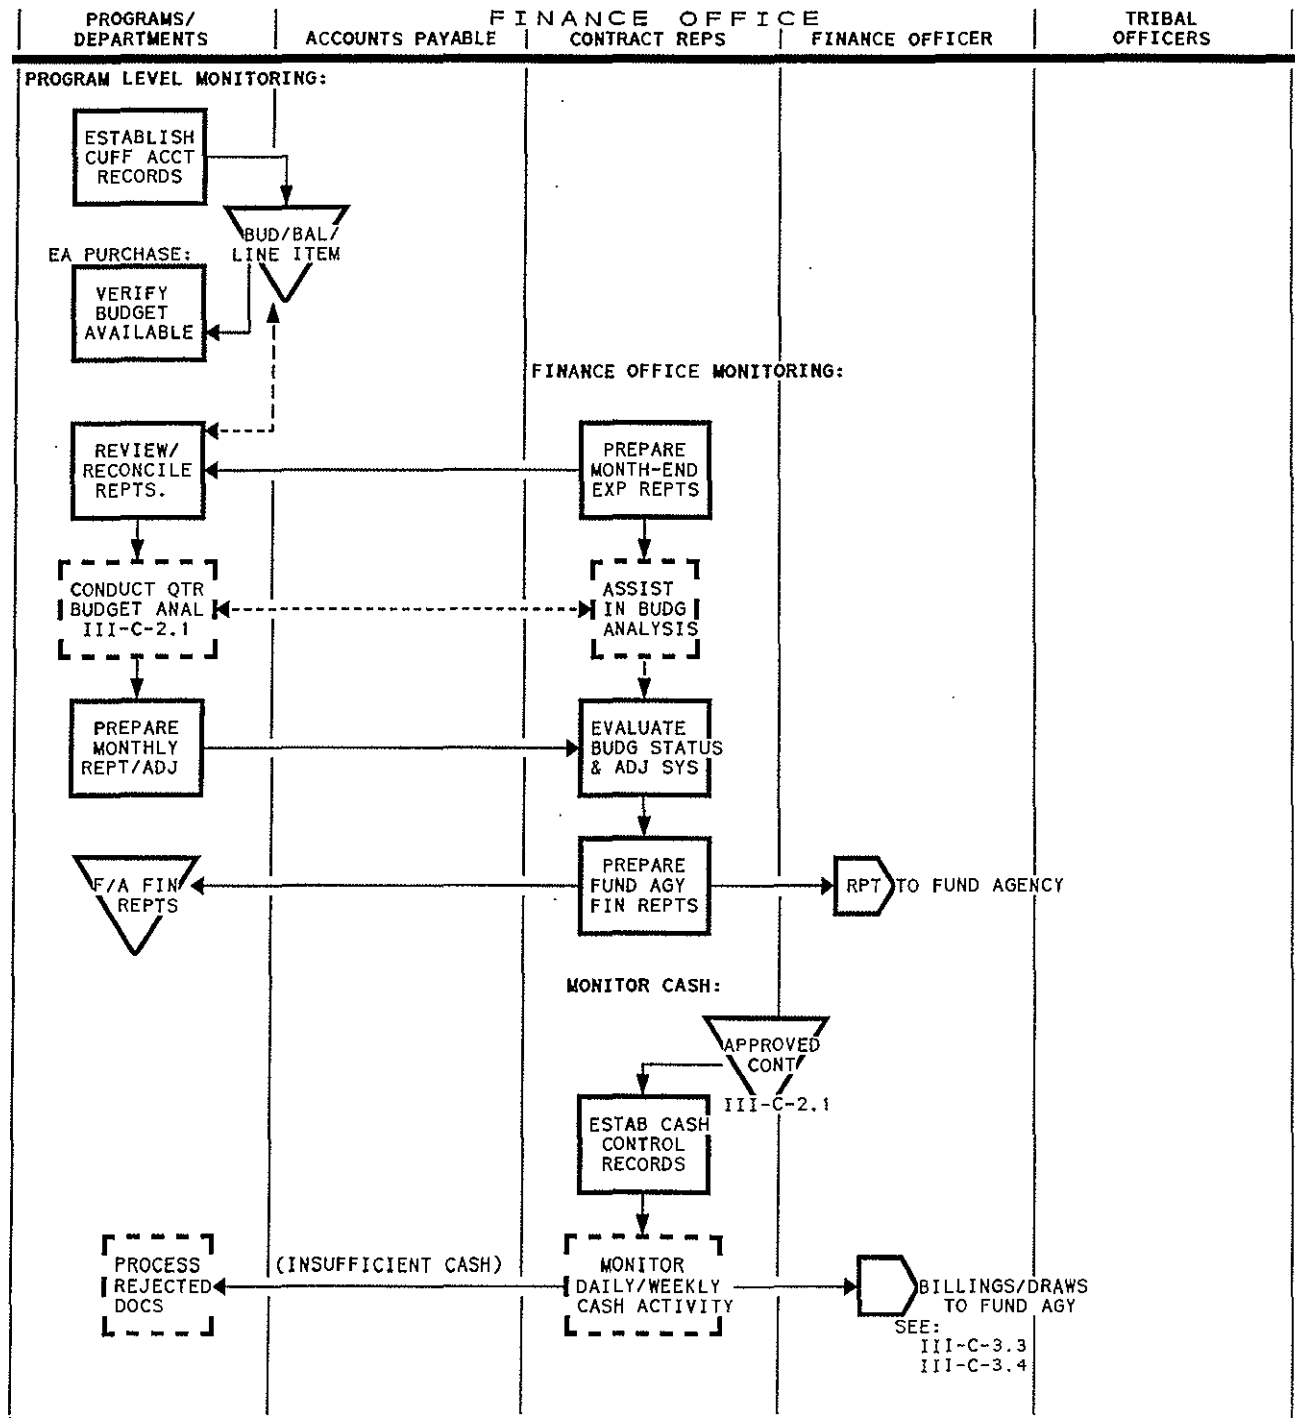 FINANCE OFFICE
PROGRAMS/
DEPARTMENTS
ACCOUNTS PAYABLE
CONTRACT REPS
FINANCE OFFICER
TRIBAL
OFFICERS
PROGRAM LEVEL MONITORING:
ESTABLISH
CUFF ACCT
RECORDS
BUD/BAL/
LINE ITEM
EA PURCHASE:
VERIFY
BUDGET
AVAILABLE
FINANCE OFFICE MONITORING:
REVIEW/
RECONCILE
REPTS.
PREPARE
MONTH-END
EXP REPTS
CONDUCT QTR
BUDGET ANAL
III-C-2.1
ASSIST
IN BUDG
ANALYSIS
PREPARE
MONTHLY
REPT/ADJ
EVALUATE
BUDG STATUS
& ADJ SYS
F/A FIN
REPTS
PREPARE
FUND AGY
FIN REPTS
RPT TO FUND AGENCY
MONITOR CASH:
APPROVED
CONT
III-C-2.1
ESTAB CASH
CONTROL
RECORDS
PROCESS
REJECTED
DOCS
(INSUFFICIENT CASH)
MONITOR
DAILY/WEEKLY
CASH ACTIVITY
BILLINGS/DRAWS
TO FUND AGY
SEE:
III-C-3.3
III-C-3.4